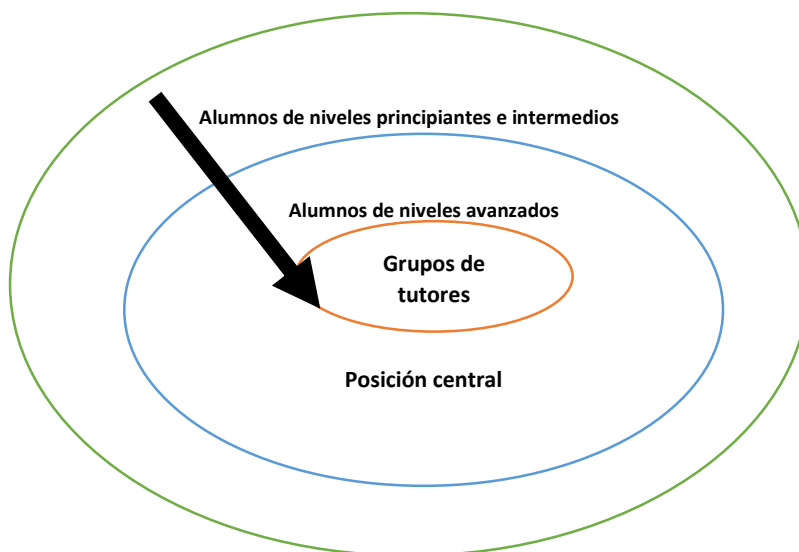 Alumnos de niveles principiantes e intermedios
Alumnos de niveles avanzados
Grupos de
tutores
Posición central